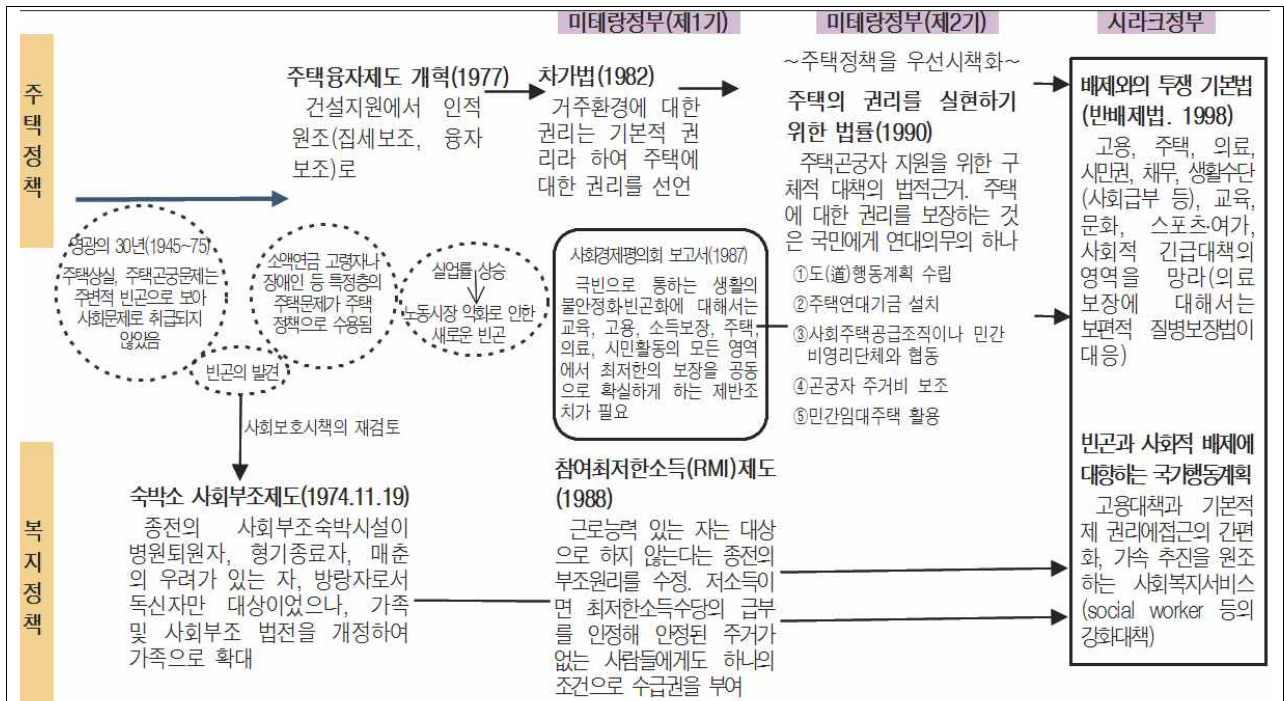 미테랑정부(제1기)
미테랑정부(제2기)
시라크정부
주택정책
주택융자제도 개혁(1977)
건설지원에서 인적
원조(집세보조, 융자
보조)로
차가법(1982)
거주환경에 대한
권리는 기본적 권
리라 하여 주택에
대한 권리를 선언
~주택정책을 우선시책화~
주택의 권리를 실현하기
위한 법률(1990)
주택곤궁자 지원을 위한 구
체적 대책의 법적근거. 주택
에 대한 권리를 보장하는 것
은 국민에게 연대의무의 하나
①도(道)행동계획 수립
②주택연대기금 설치
③사회주택공급조직이나 민간
비영리단체와 협동
④곤궁자 주거비 보조
⑤민간임대주택 활용
배제와의 투쟁 기본법
(반배제법. 1998)
고용, 주택, 의료,
시민권, 채무, 생활수단
(사회급부 등), 교육,
문화, 스포츠·여가,
사회적 긴급대책의
영역을 망라(의료
보장에 대해서는
보편적 질병보장법이
대응)
영광의 30년(1945~75)
주택상실, 주택곤궁문제는
주변적 빈곤으로 보아
사회문제로 취급되지
않았음
소액연금 고령자나
장애인 등 특정층의
주택문제가 주택
정책으로 수용됨
실업률 상승
노동시장 악화로 인한
새로운 빈곤
빈곤의 발견
사회경제평의회 보고서(1987)
극빈으로 통하는 생활의
불안정화빈곤화에 대해서는
교육, 고용, 소득보장, 주택,
의료, 시민활동의 모든 영역
에서 최저한의 보장을 공동
으로 확실하게 하는 제반조
치가 필요
사회보호시책의 재검토
복지정책
숙박소 사회부조제도(1974.11.19)
종전의 사회부조숙박시설이
병원퇴원자, 형기종료자, 매춘
의 우려가 있는 자, 방랑자로서
독신자만 대상이었으나, 가족
및 사회부조 법전을 개정하여
가족으로 확대
참여최저한소득(RMI)제도
(1988)
근로능력 있는 자는 대상
으로 하지 않는다는 종전의
부조원리를 수정. 저소득이
면 최저한소득수당의 급부
를 인정해 안정된 주거가
없는 사람들에게도 하나의
조건으로 수급권을 부여
빈곤과 사회적 배제에
대항하는 국가행동계획
고용대책과 기본적
제 권리에접근의 간편
화, 가속 추진을 원조
하는 사회복지서비스
(social worker 등의
강화대책)